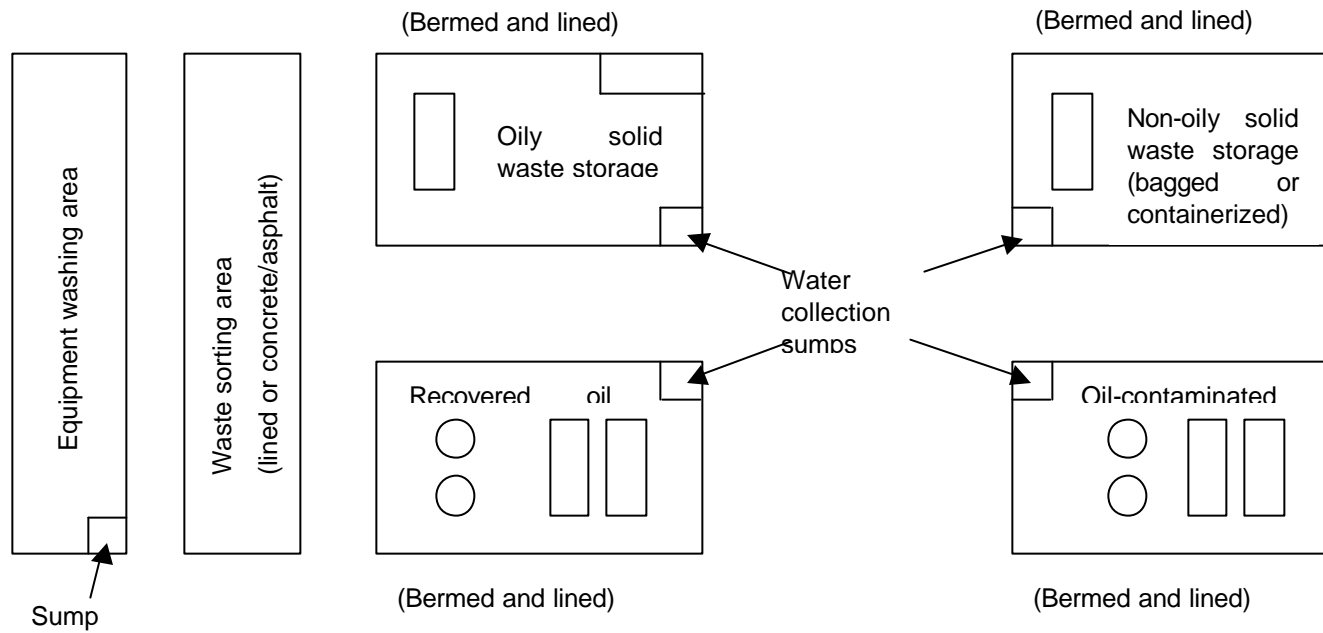 (Bermed and lined)
(Bermed and lined)
Equipment washing area
Waste sorting area
(lined or concrete/asphalt)
Oily solid
waste storage
Non-oily solid
waste storage
(bagged or
containerized)
Water
collection
sumps
Recovered oil
Oil-contaminated
Sump
(Bermed and lined)
(Bermed and lined)